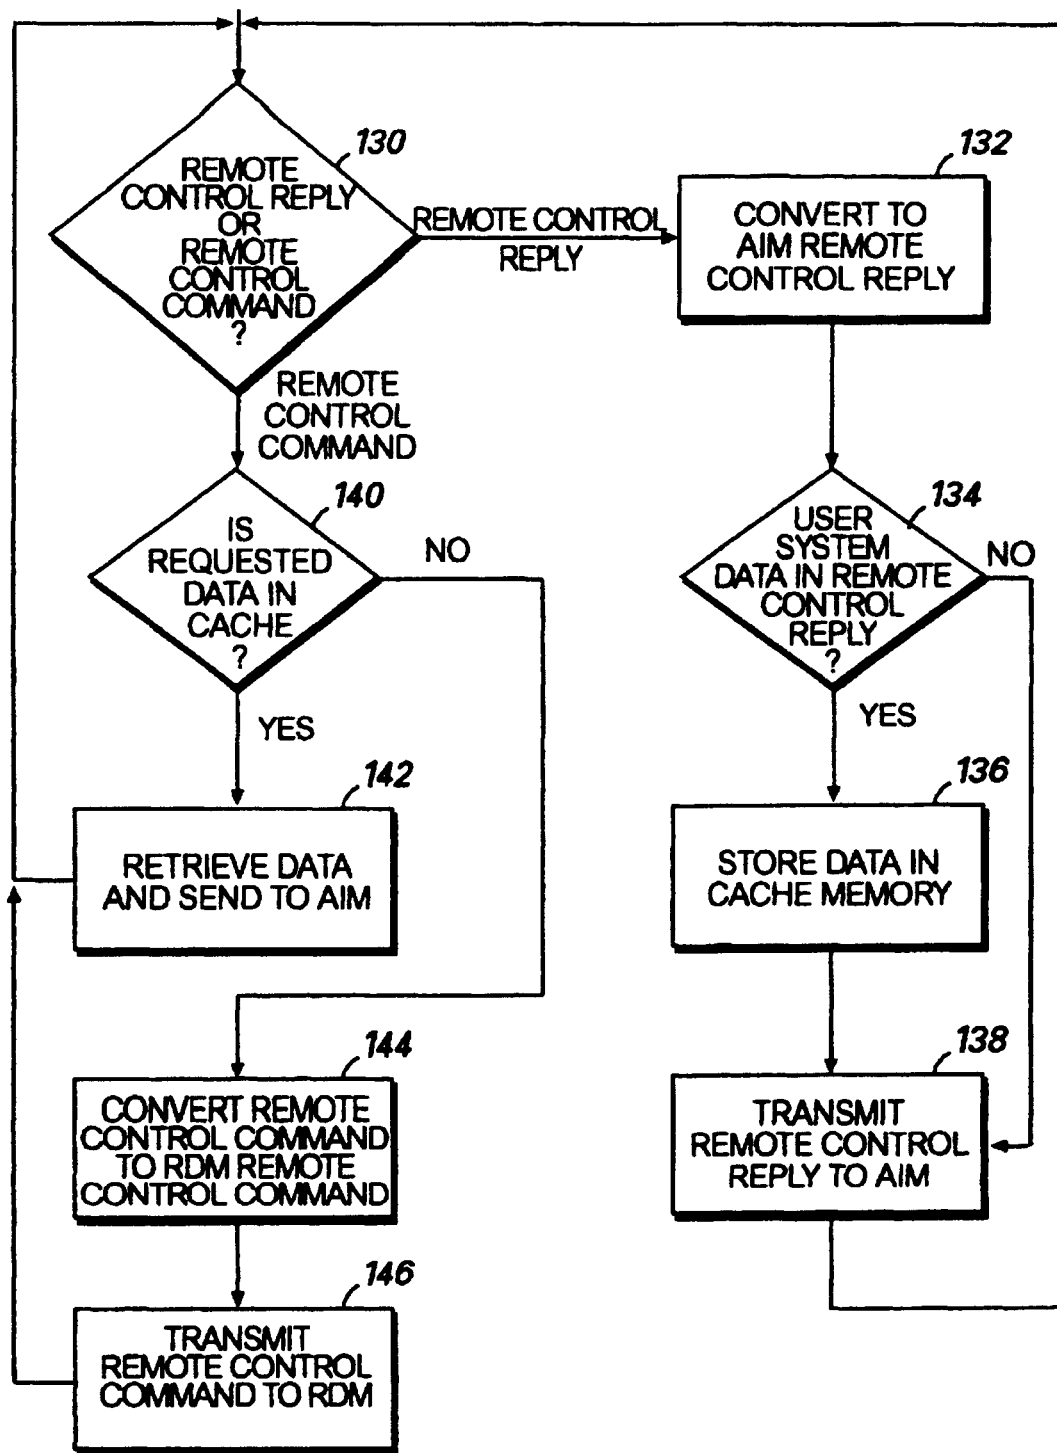 130
REMOTE
CONTROL REPLY
OR
REMOTE
CONTROL
COMMAND
?
REMOTE CONTROL
REPLY
132
CONVERT TO
AIM REMOTE
CONTROL REPLY
REMOTE
CONTROL
COMMAND
140
IS
REQUESTED
DATA IN
CACHE
?
NO
YES
134
USER
SYSTEM
DATA IN REMOTE
CONTROL
REPLY
?
NO
YES
142
RETRIEVE DATA
AND SEND TO AIM
136
STORE DATA IN
CACHE MEMORY
144
CONVERT REMOTE
CONTROL COMMAND
TO RDM REMOTE
CONTROL COMMAND
138
TRANSMIT
REMOTE CONTROL
REPLY TO AIM
146
TRANSMIT
REMOTE CONTROL
COMMAND TO RDM